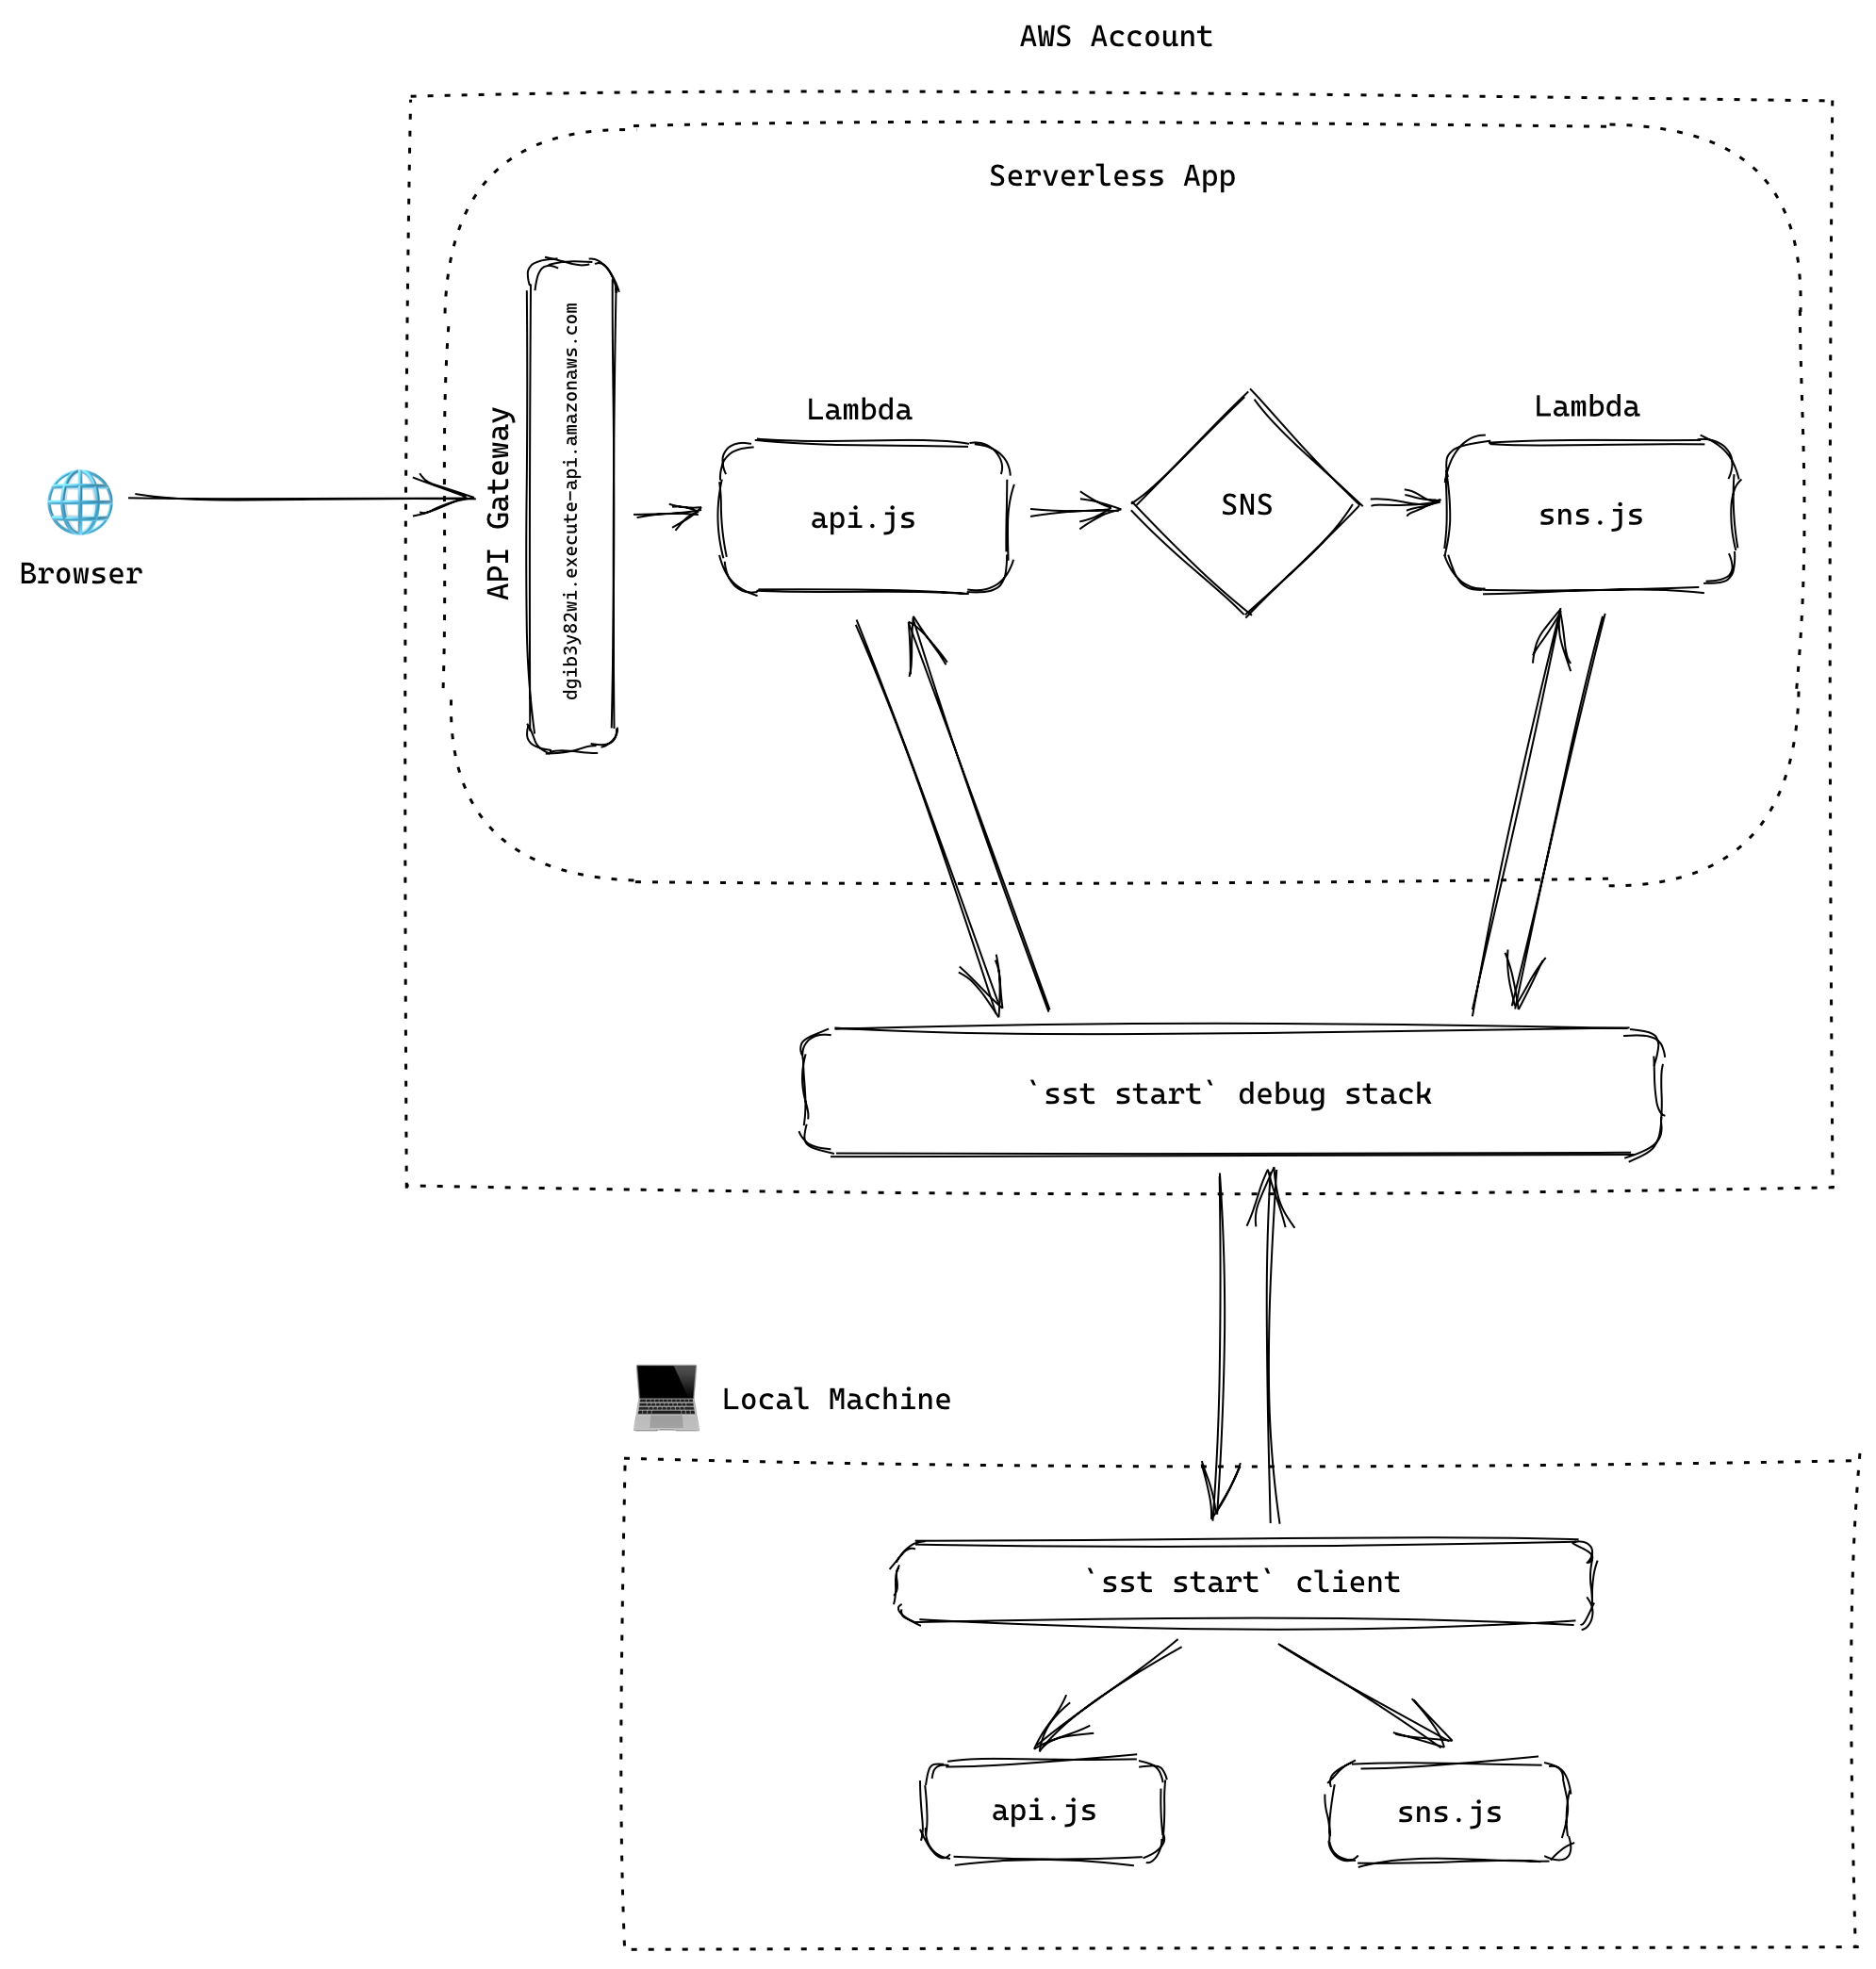 AWS Account
Serverless App
API Gateway
dgib3y82wi.execute-api.amazonaws.com
Lambda
api.js
SNS
Lambda
sns.js
Browser
`sst start` debug stack
Local Machine
`sst start` client
api.js
sns.js